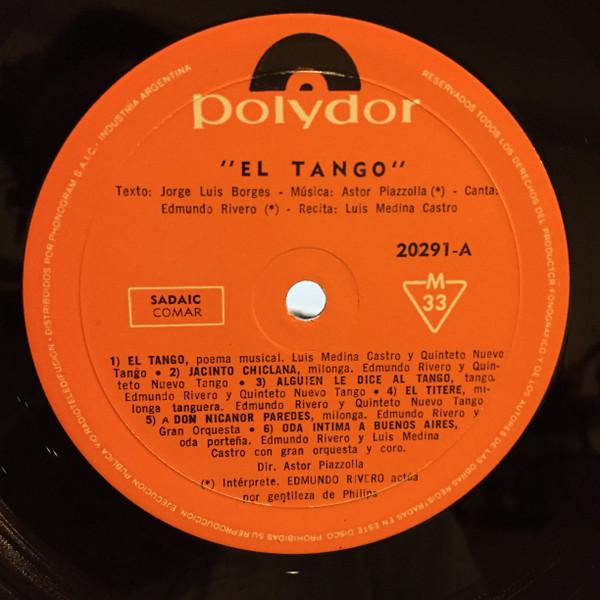 polydor
"EL TANGO"
Texto: Jorge Luis Borges - Música: Astor Piazzolla (*) - Canta:
Edmundo Rivero (*) - Recita: Luis Medina Castro
20291-A
SADAIC
COMAR
M
33
1) EL TANGO, poema musical. Luis Medina Castro y Quinteto Nuevo
Tango • 2) JACINTO CHICLANA, milonga. Edmundo Rivero y Quin-
teto Nuevo Tango • 3) ALGUIEN LE DICE AL TANGO, tango.
Edmundo Rivero y Quinteto Nuevo Tango • 4) EL TITERE, mi-
longa tanguera. Edmundo Rivero y Quinteto Nuevo Tango
5) A DON NICANOR PAREDES, milonga. Edmundo Rivero y
Gran Orquesta • 6) ODA INTIMA A BUENOS AIRES,
oda porteña. Edmundo Rivero y Luis Medina
Castro con gran orquesta y coro.
Dir. Astor Piazzolla
(*) Intérprete. EDMUNDO RIVERO actúa
por gentileza de Philips
RESERVADOS TODOS LOS DERECHOS DEL PRODUCTOR FONOGRAFICO Y DE LOS AUTORES DE LAS OBRAS REGISTRADAS EN ESTE DISCO. PROHIBIDAS SU REPRODUCCION, EJECUCION PUBLICA Y/O RADIOTELEDIFUSION - DISTRIBUIDOS POR PHONOGRAM S.A.I.C. - INDUSTRIA ARGENTINA